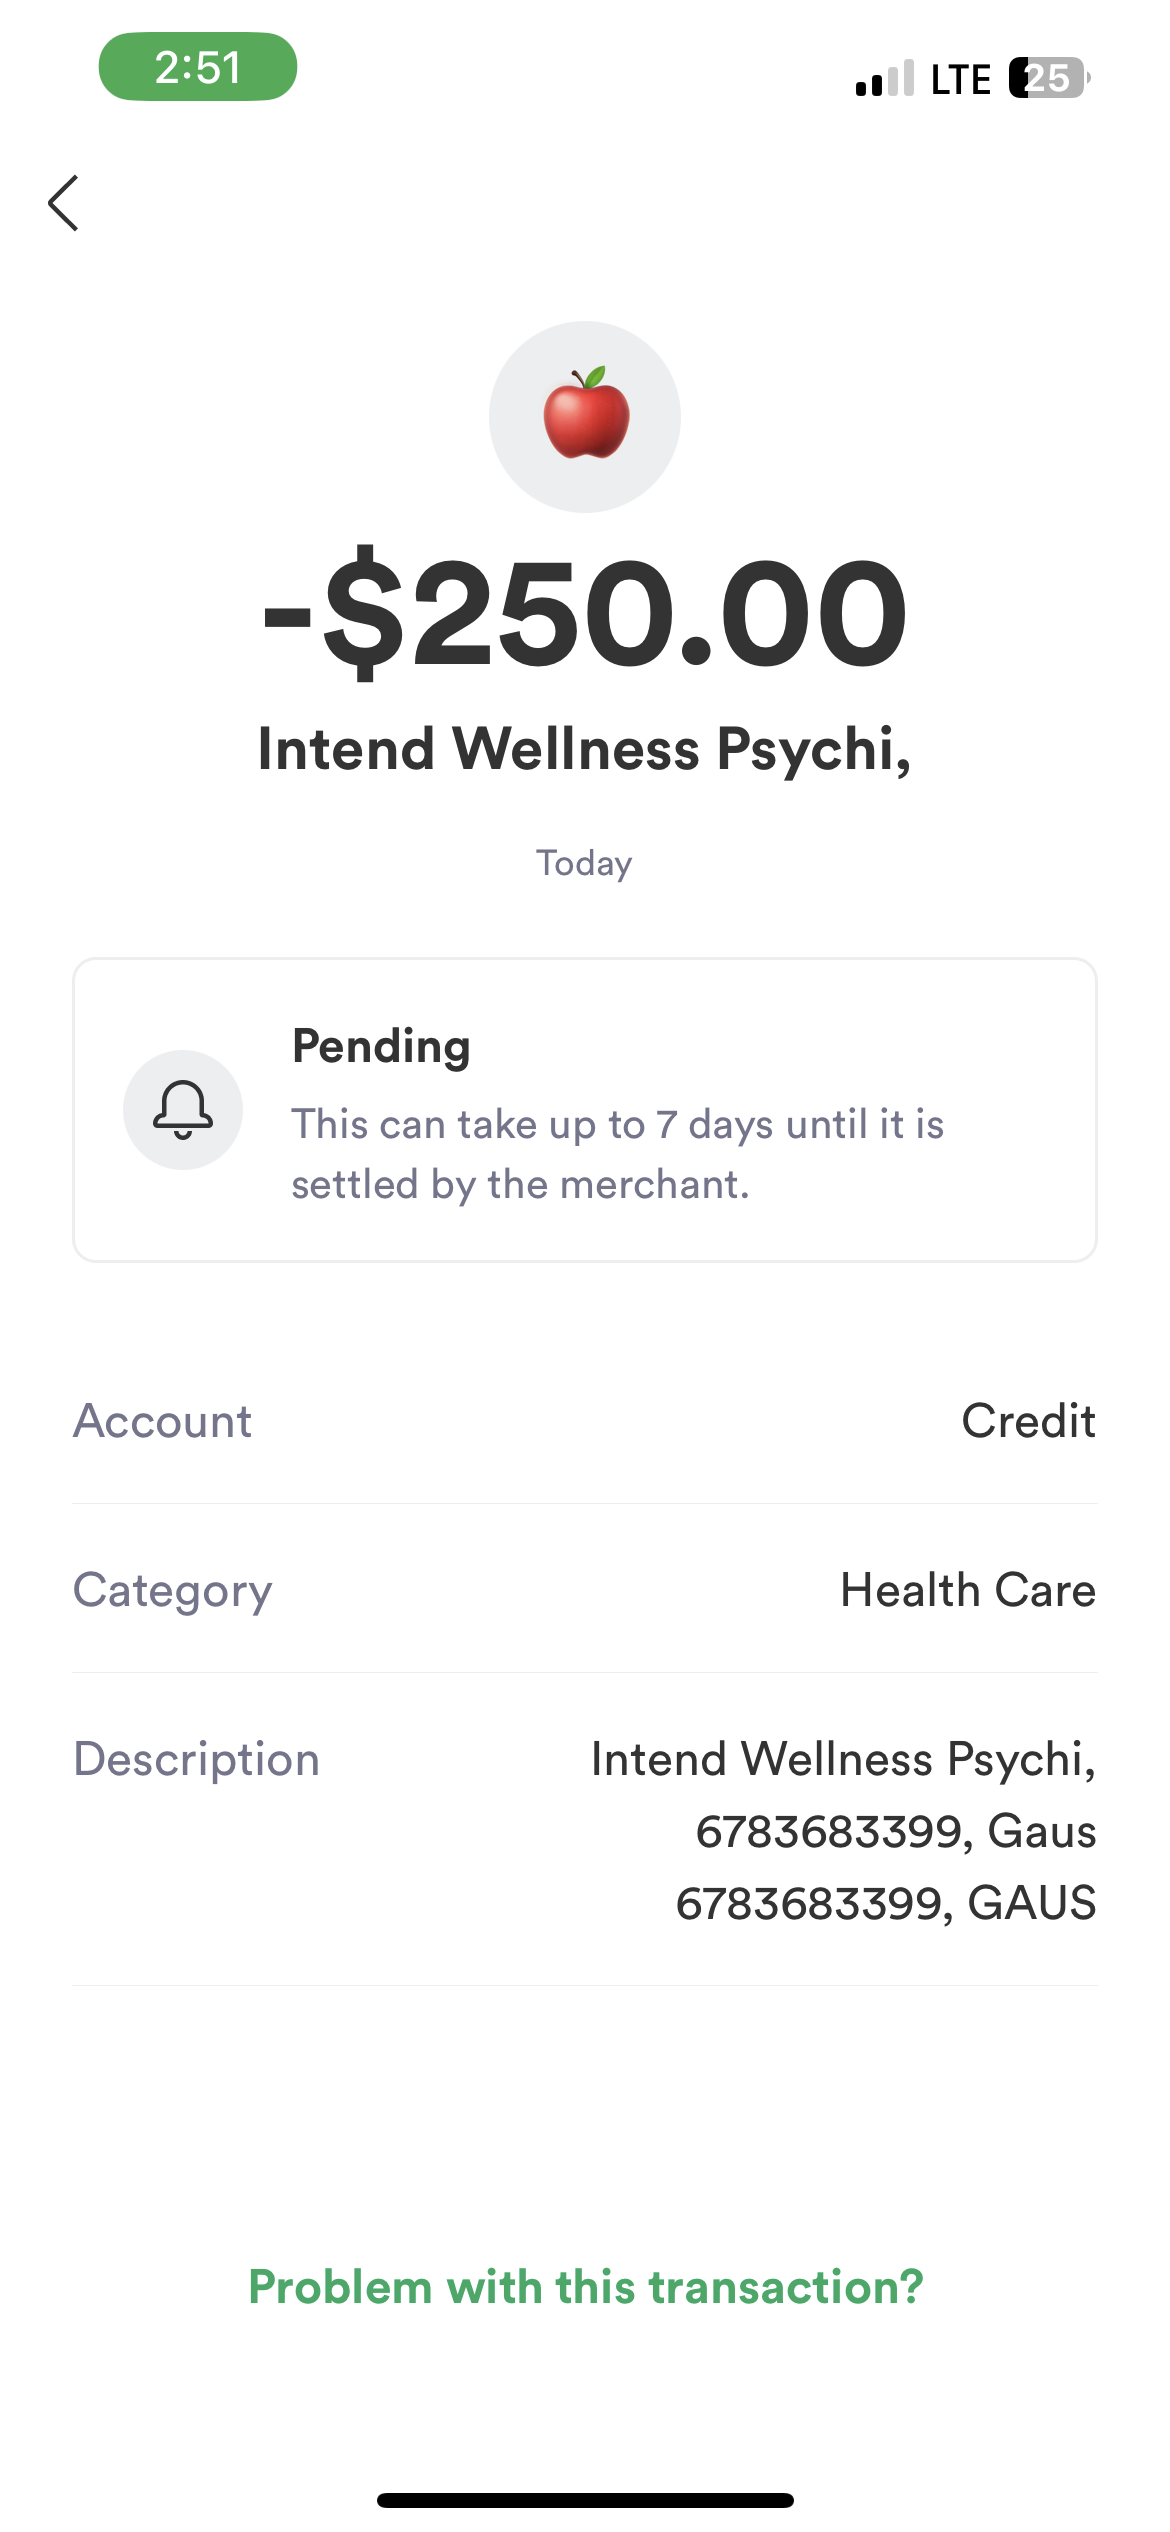 2:51
LTE 25
-$250.00
Intend Wellness Psychi,
Today
Pending
This can take up to 7 days until it is
settled by the merchant.
Account Credit
Category Health Care
Description Intend Wellness Psychi,
6783683399, Gaus
6783683399, GAUS
Problem with this transaction?